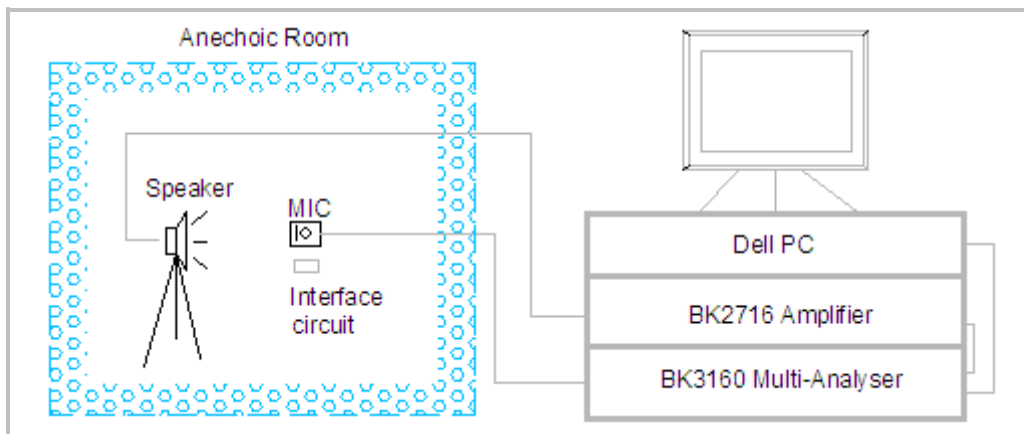 Anechoic Room
Speaker
MIC
Interface
circuit
Dell PC
BK2716 Amplifier
BK3160 Multi-Analyser